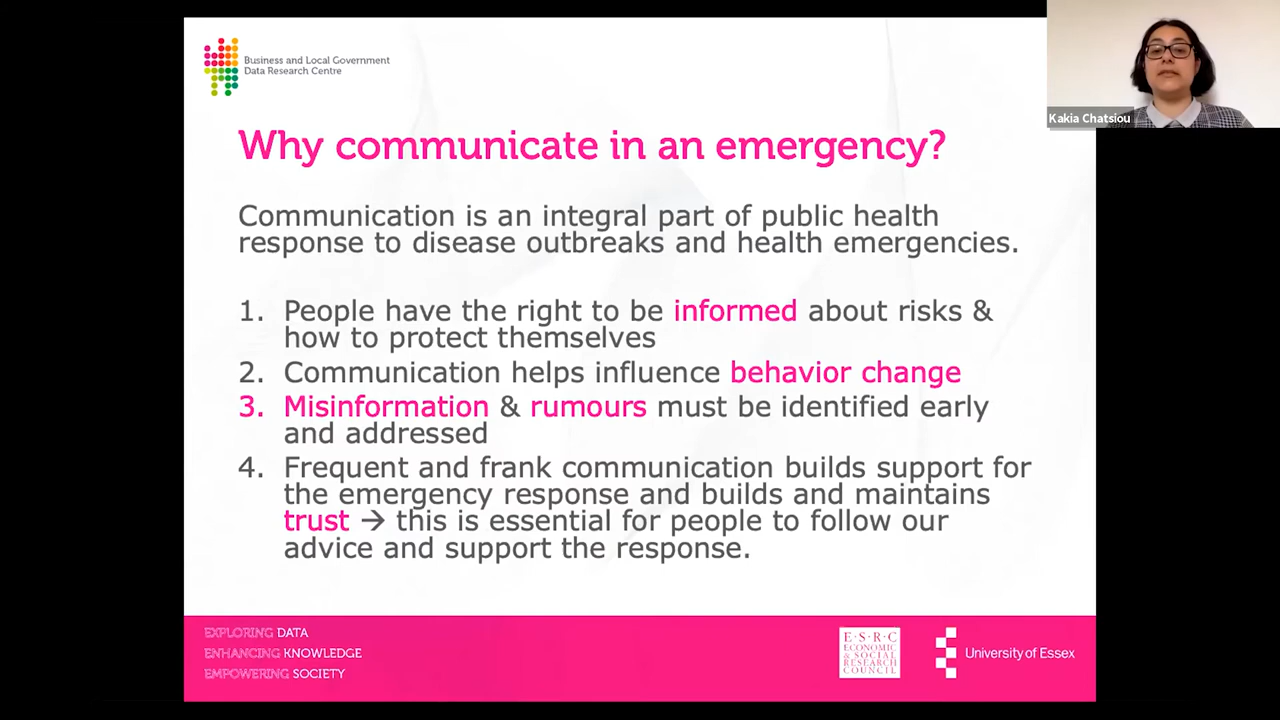 Business and Local Government
Data Research Centre
Kakia Chatsiou
Why communicate in an emergency?
Communication is an integral part of public health
response to disease outbreaks and health emergencies.
1. People have the right to be informed about risks &
how to protect themselves
2. Communication helps influence behavior change
3. Misinformation & rumours must be identified early
and addressed
4. Frequent and frank communication builds support for
the emergency response and builds and maintains
trust → this is essential for people to follow our
advice and support the response.
EXPLORING DATA
ENHANCING KNOWLEDGE
EMPOWERING SOCIETY
E·S·R·C
ECONOMIC
& SOCIAL
RESEARCH
COUNCIL
University of Essex